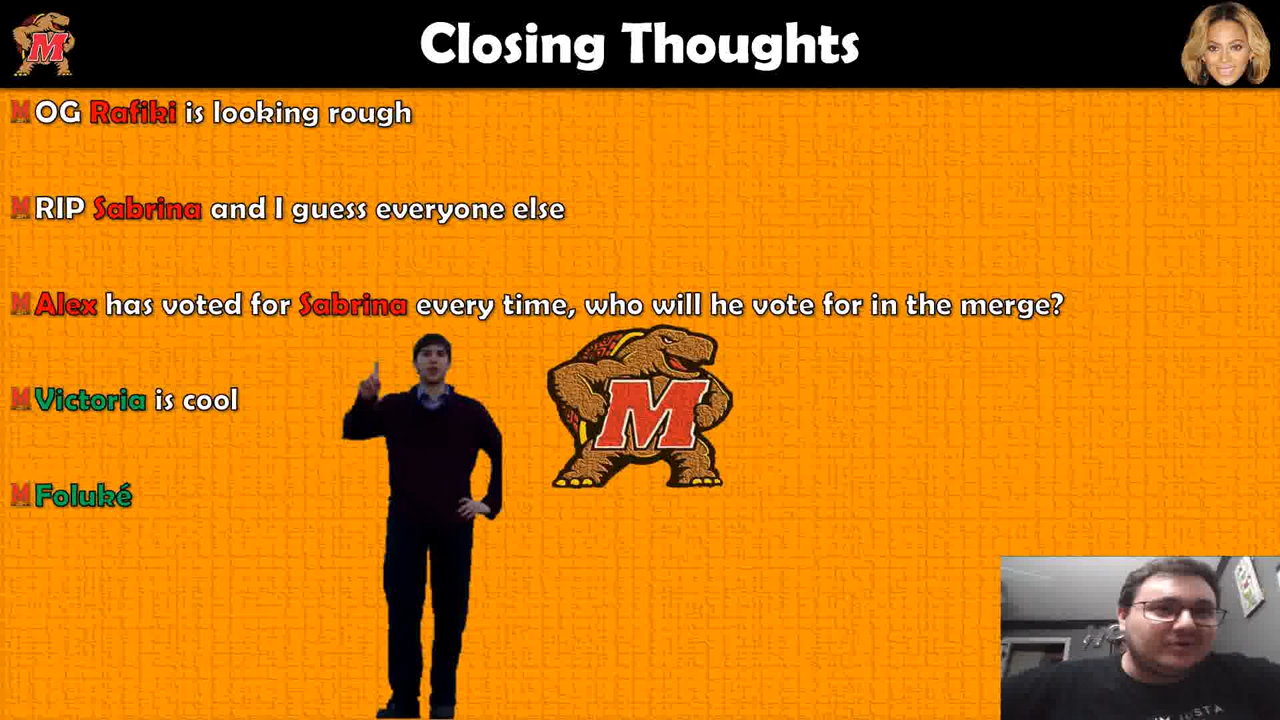 Closing Thoughts
M OG Rafiki is looking rough
M RIP Sabrina and I guess everyone else
M Alex has voted for Sabrina every time, who will he vote for in the merge?
M Victoria is cool
M Foluké
M